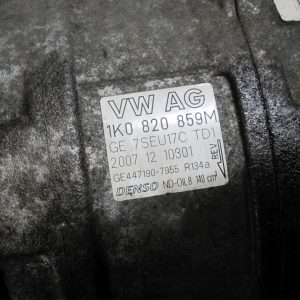 VW AG
1K0 820 859M
GE 7SEU17C TD1
2007 12 10301
GE447190-7855 R134a
DENSO ND-OIL8 140 cm³
REV